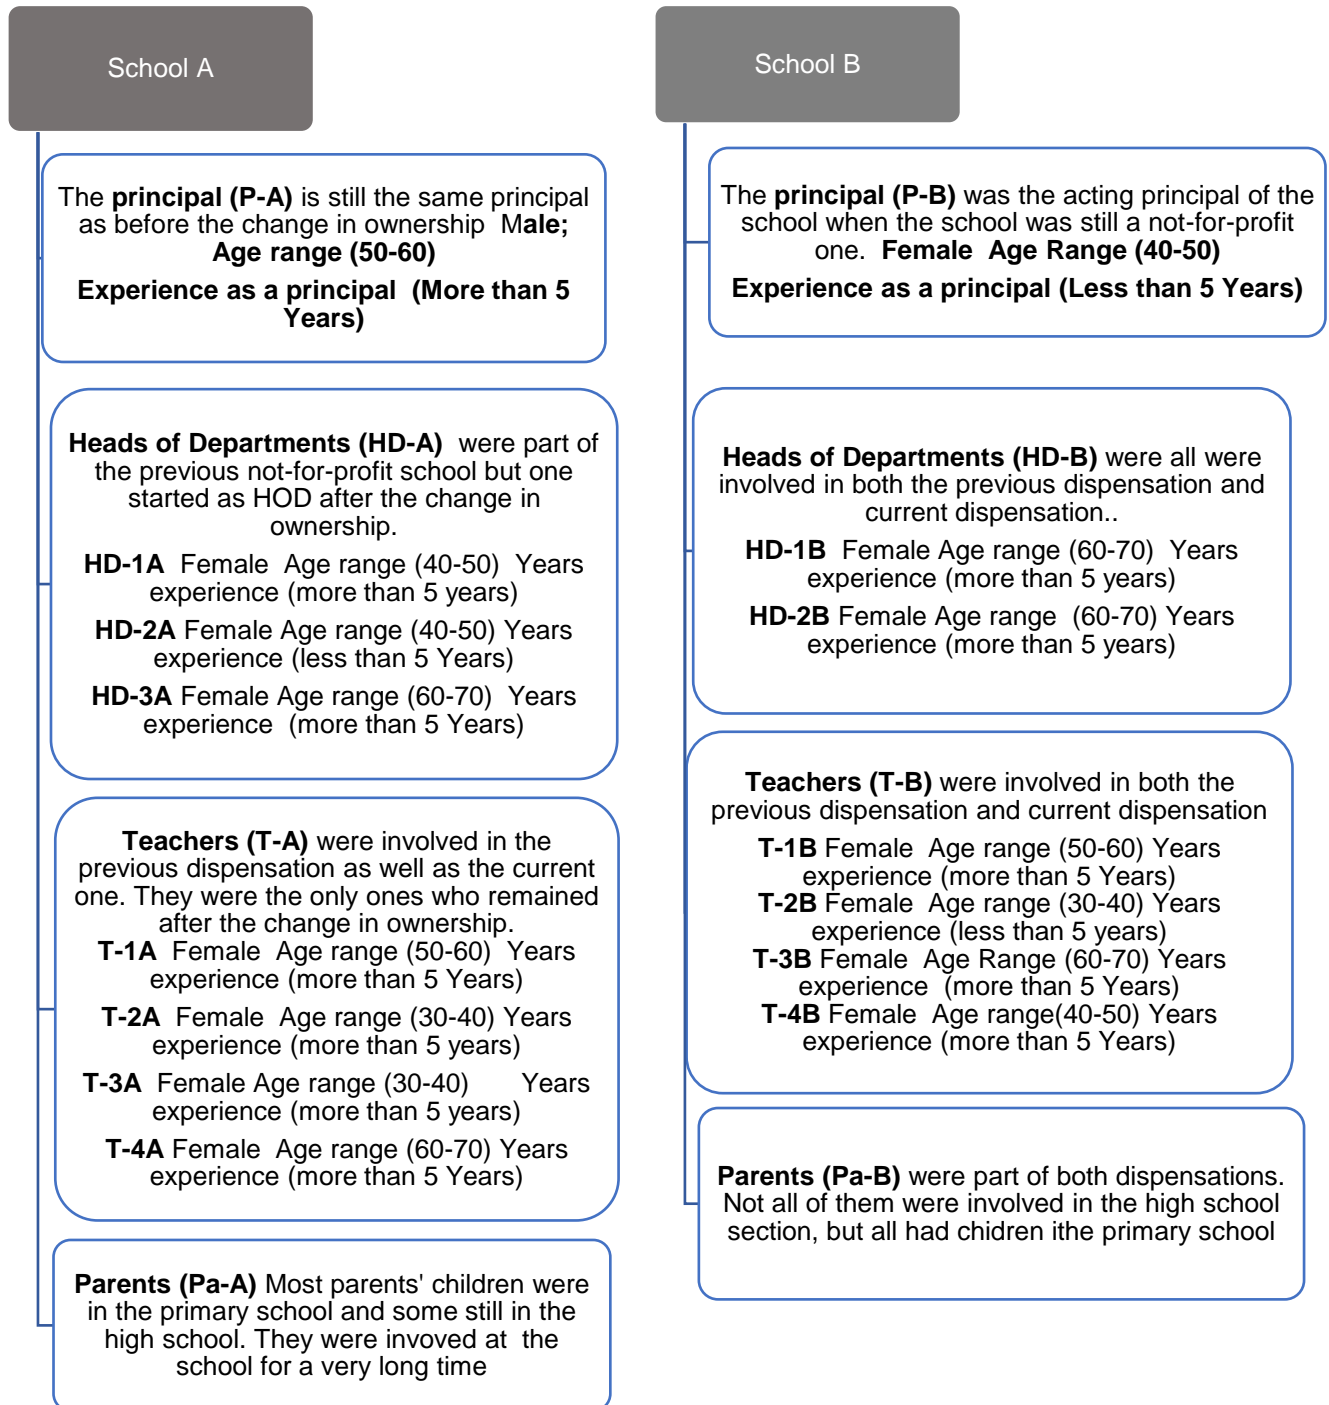 School A
The principal (P-A) is still the same principal
as before the change in ownership Male;
Age range (50-60)
Experience as a principal (More than 5
Years)
Heads of Departments (HD-A) were part of
the previous not-for-profit school but one
started as HOD after the change in
ownership.
HD-1A Female Age range (40-50) Years
experience (more than 5 years)
HD-2A Female Age range (40-50) Years
experience (less than 5 Years)
HD-3A Female Age range (60-70) Years
experience (more than 5 Years)
Teachers (T-A) were involved in the
previous dispensation as well as the current
one. They were the only ones who remained
after the change in ownership.
T-1A Female Age range (50-60) Years
experience (more than 5 Years)
T-2A Female Age range (30-40) Years
experience (more than 5 years)
T-3A Female Age range (30-40) Years
experience (more than 5 years)
T-4A Female Age range (60-70) Years
experience (more than 5 Years)
Parents (Pa-A) Most parents' children were
in the primary school and some still in the
high school. They were invoved at the
school for a very long time
School B
The principal (P-B) was the acting principal of the
school when the school was still a not-for-profit
one. Female Age Range (40-50)
Experience as a principal (Less than 5 Years)
Heads of Departments (HD-B) were all were
involved in both the previous dispensation and
current dispensation..
HD-1B Female Age range (60-70) Years
experience (more than 5 years)
HD-2B Female Age range (60-70) Years
experience (more than 5 years)
Teachers (T-B) were involved in both the
previous dispensation and current dispensation
T-1B Female Age range (50-60) Years
experience (more than 5 Years)
T-2B Female Age range (30-40) Years
experience (less than 5 years)
T-3B Female Age Range (60-70) Years
experience (more than 5 Years)
T-4B Female Age range(40-50) Years
experience (more than 5 Years)
Parents (Pa-B) were part of both dispensations.
Not all of them were involved in the high school
section, but all had chidren ithe primary school